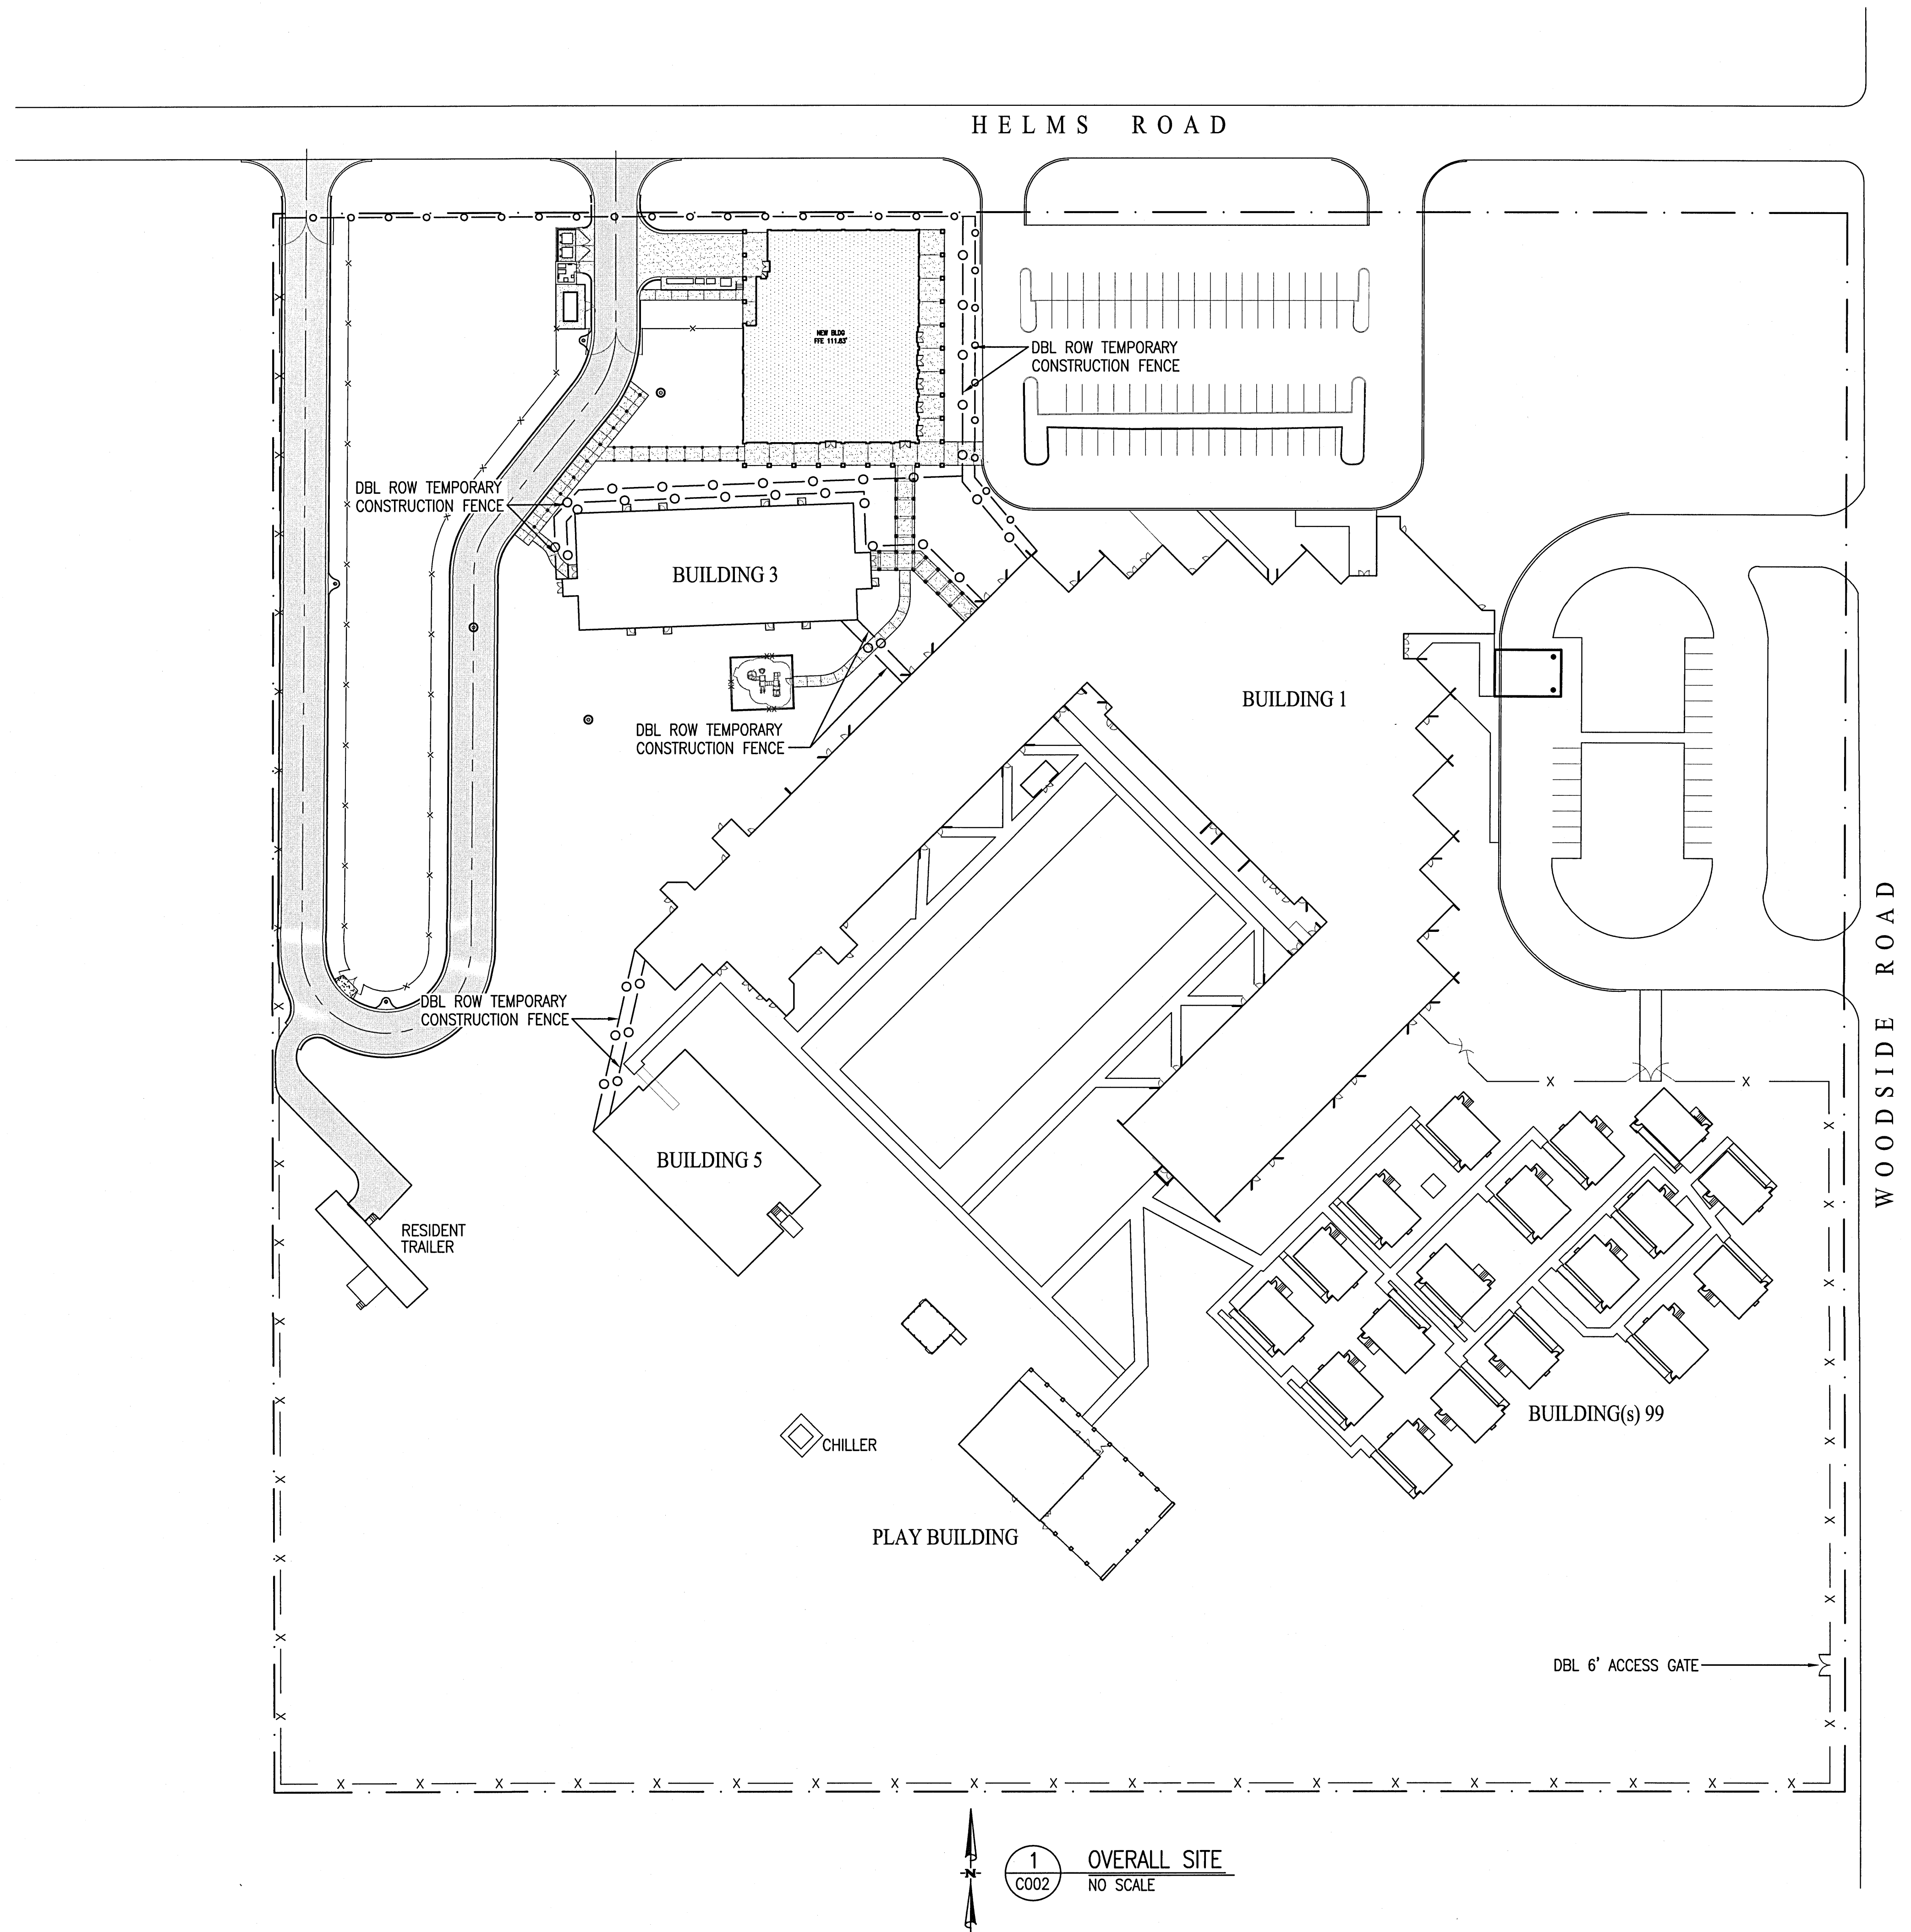 HELMS ROAD
NEW BLDG
FFE 111.83'
DBL ROW TEMPORARY
CONSTRUCTION FENCE
DBL ROW TEMPORARY
CONSTRUCTION FENCE
BUILDING 3
BUILDING 1
DBL ROW TEMPORARY
CONSTRUCTION FENCE
WOODSIDE ROAD
DBL ROW TEMPORARY
CONSTRUCTION FENCE
BUILDING 5
RESIDENT
TRAILER
BUILDING(s) 99
CHILLER
PLAY BUILDING
DBL 6' ACCESS GATE
N
1
C002
OVERALL SITE
NO SCALE